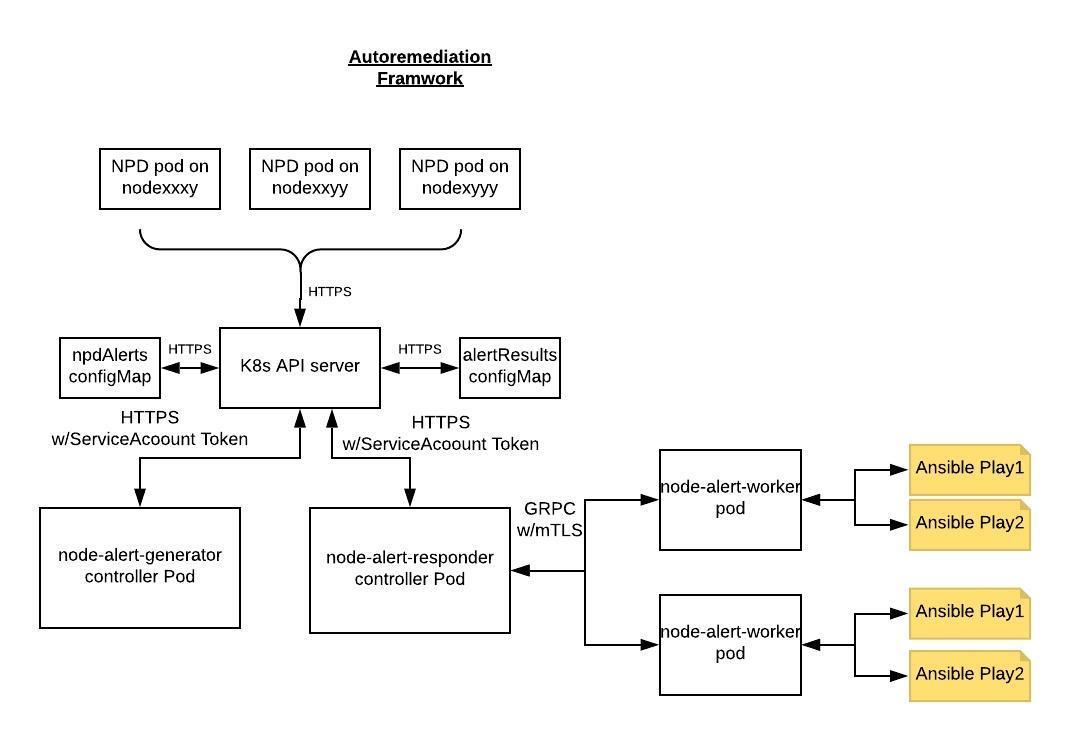 Autoremediation
Framwork
NPD pod on
nodexxxy
NPD pod on
nodexxyy
NPD pod on
nodexyyy
HTTPS
npdAlerts
configMap
HTTPS
K8s API server
HTTPS
alertResults
configMap
HTTPS
w/ServiceAcoount Token
HTTPS
w/ServiceAcoount Token
node-alert-generator
controller Pod
node-alert-responder
controller Pod
GRPC
w/mTLS
node-alert-worker
pod
Ansible Play1
Ansible Play2
node-alert-worker
pod
Ansible Play1
Ansible Play2